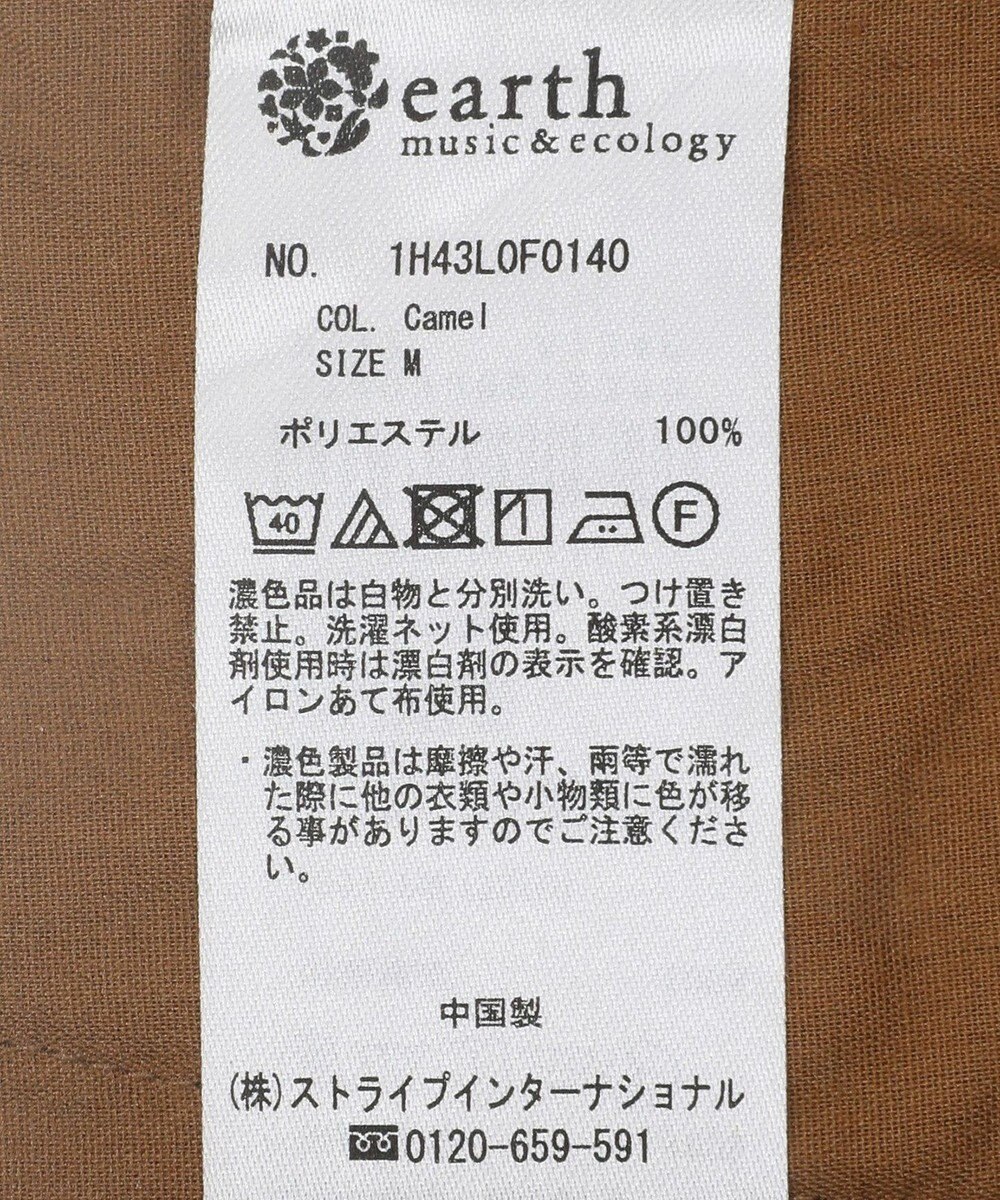 earth
music&ecology
NO. 1H43L0F0140
COL. Camel
SIZE M
ポリエステル 100%
40 F
濃色品は白物と分別洗い。つけ置き
禁止。洗濯ネット使用。酸素系漂白
剤使用時は漂白剤の表示を確認。ア
イロンあて布使用。
・濃色製品は摩擦や汗、雨等で濡れ
た際に他の衣類や小物類に色が移
る事がありますのでご注意くださ
い。
中国製
(株)ストライプインターナショナル
0120-659-591